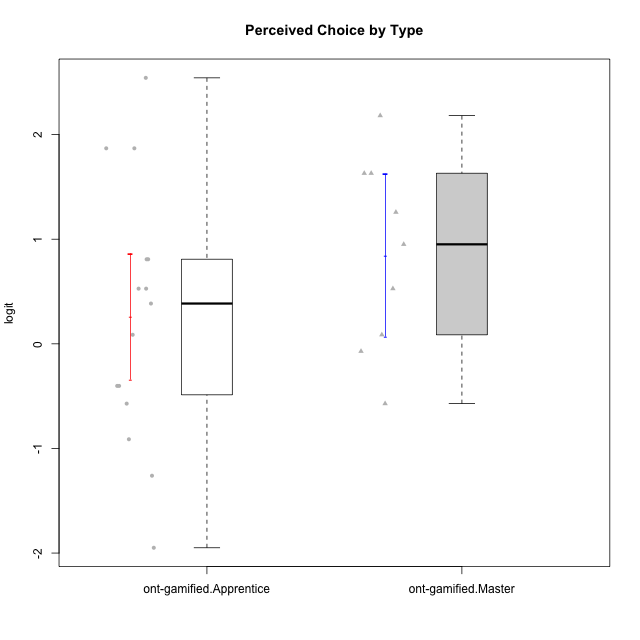 Perceived Choice by Type
logit
2
1
0
-1
-2
ont-gamified.Apprentice
ont-gamified.Master